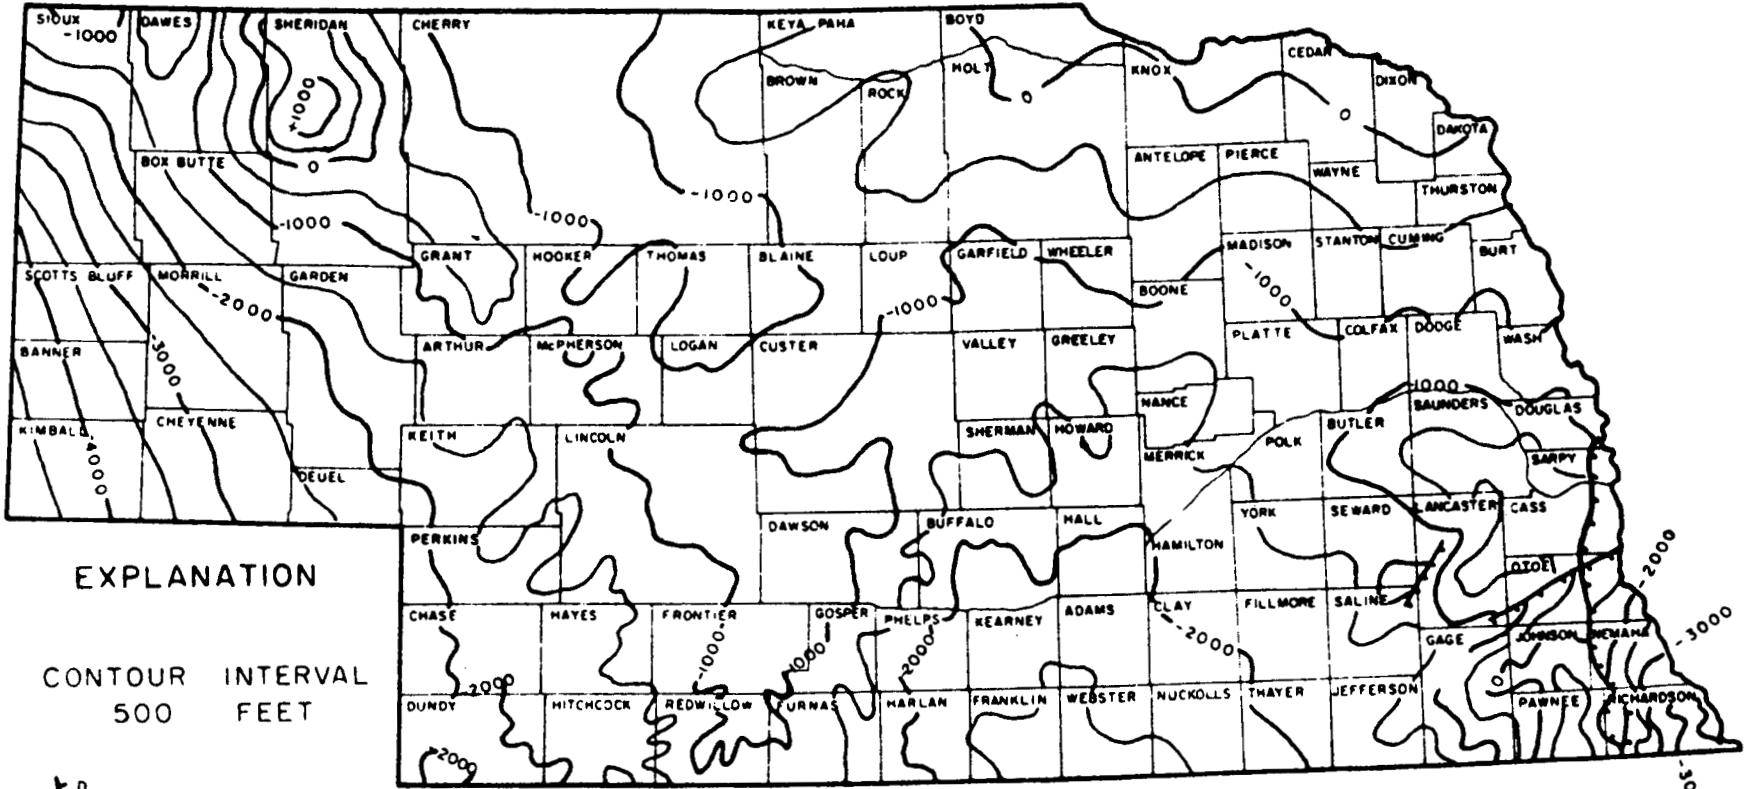 SIOUX DAWES SHERIDAN CHERRY KEYA PAHA BOYD
-1000
CEDAR
BROWN HOLT KNOX DIXON
ROCK
+1000
0
0
DAKOTA
BOX BUTTE 0 ANTELOPE PIERCE
WAYNE
THURSTON
-1000 -1000 -1000
GRANT HOOKER THOMAS BLAINE LOUP GARFIELD WHEELER MADISON STANTON CUMING BURT
SCOTTS BLUFF MORRILL GARDEN
-1000
BOONE
-2000 -1000
PLATTE COLFAX DODGE WASH
BANNER -3000 ARTHUR McPHERSON LOGAN CUSTER VALLEY GREELEY
-1000
NANCE SAUNDERS DOUGLAS
KIMBALL CHEYENNE KEITH LINCOLN SHERMAN HOWARD POLK BUTLER
-4000
MERRICK SARPY
DEUEL
DAWSON BUFFALO HALL YORK SEWARD LANCASTER CASS
PERKINS HAMILTON
EXPLANATION OTOE -2000
CHASE HAYES FRONTIER GOSPER PHELPS KEARNEY ADAMS CLAY FILLMORE SALINE
-2000 GAGE JOHNSON NEMAHA -3000
-1000 -1000 -2000
CONTOUR INTERVAL
500 FEET
-2000 0
DUNDY HITCHCOCK REDWILLOW FURNAS HARLAN FRANKLIN WEBSTER NUCKOLLS THAYER JEFFERSON PAWNEE RICHARDSON
-2000